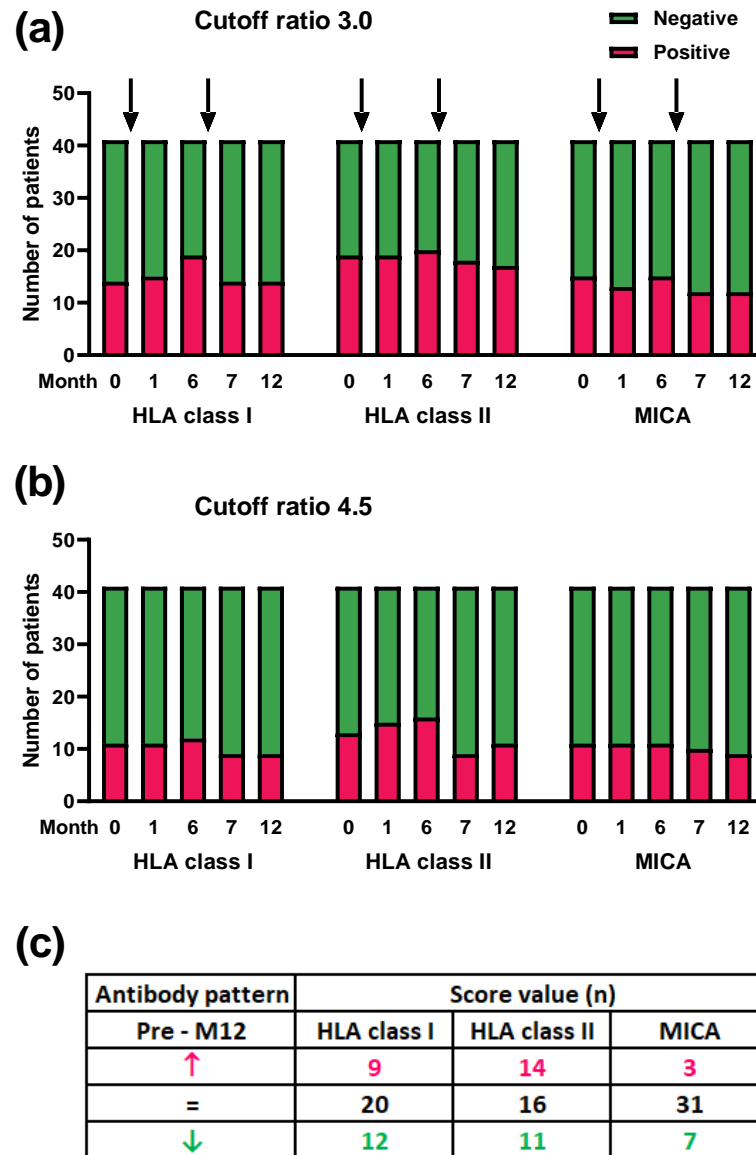 (a)
Cutoff ratio 3.0
Negative
Positive
Number of patients
50
40
30
20
10
0
Month 0 1 6 7 12 0 1 6 7 12 0 1 6 7 12
HLA class I HLA class II MICA
(b)
Cutoff ratio 4.5
Number of patients
50
40
30
20
10
0
Month 0 1 6 7 12 0 1 6 7 12 0 1 6 7 12
HLA class I HLA class II MICA
(c)
Antibody pattern Score value (n)
Pre - M12 HLA class I HLA class II MICA
↑ 9 14 3
= 20 16 31
↓ 12 11 7